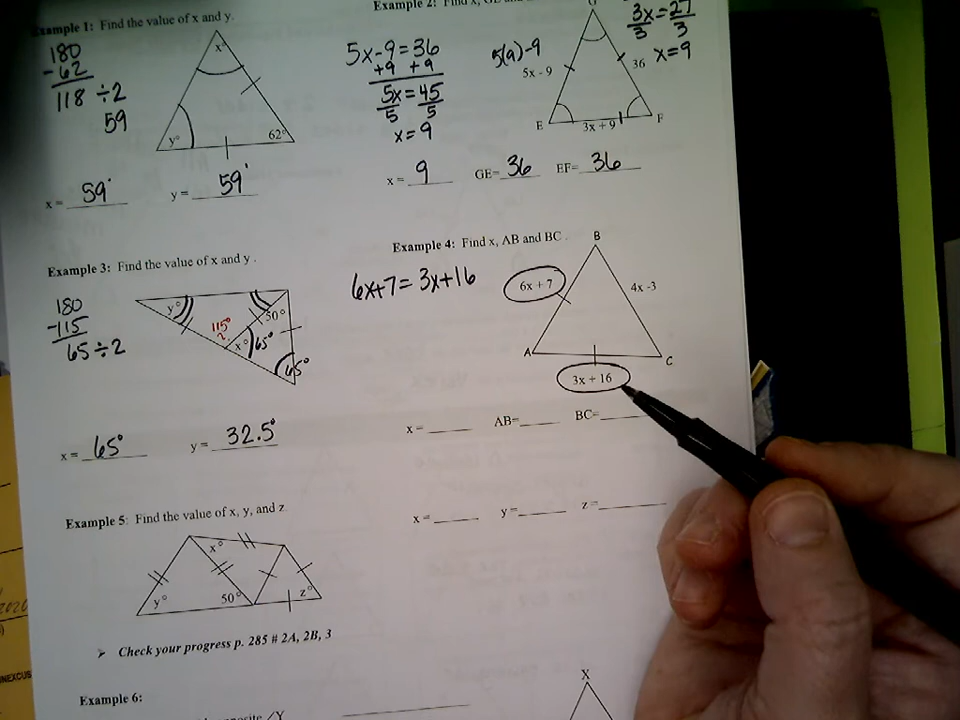 Example 1: Find the value of x and y.
180
- 62
118 ÷2
59
x°
y°
62°
x = 59° y = 59°
Example 2: Find x,
5x - 9 = 36
+9 +9
5x = 45
5 5
x = 9
5(9) - 9
5x - 9
G
36
E
3x + 9
F
3x = 27
3 3
x = 9
x = 9 GE= 36 EF= 36
Example 3: Find the value of x and y .
180
-115
65 ÷2
y°
115°
x°
65°
50°
65°
x = 65° y = 32.5°
Example 4: Find x, AB and BC .
6x+7 = 3x+16
B
6x + 7
4x -3
A
C
3x + 16
x = AB= BC=
Example 5: Find the value of x, y, and z
x = y= z=
x°
y°
50°
z°
➢ Check your progress p. 285 # 2A, 2B, 3
Example 6:
X